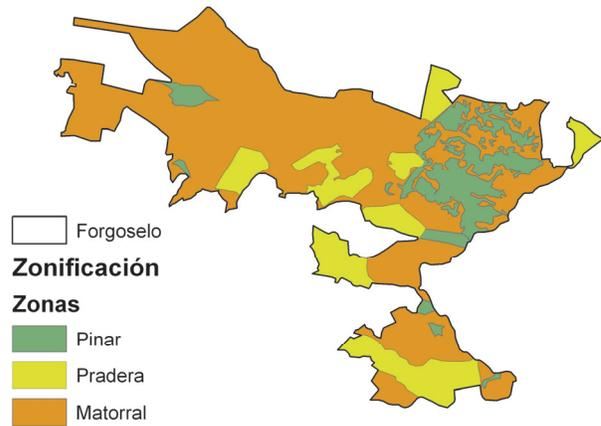 Forgoselo
Zonificación
Zonas
Pinar
Pradera
Matorral